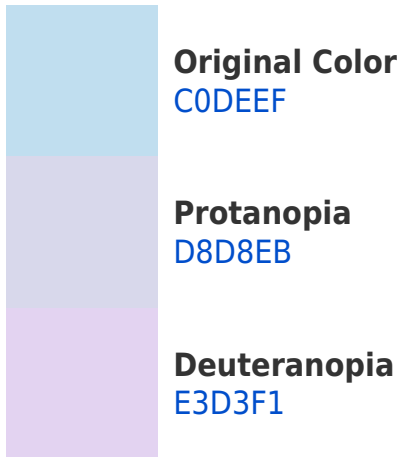 Original Color
C0DEEF
Protanopia
D8D8EB
Deuteranopia
E3D3F1